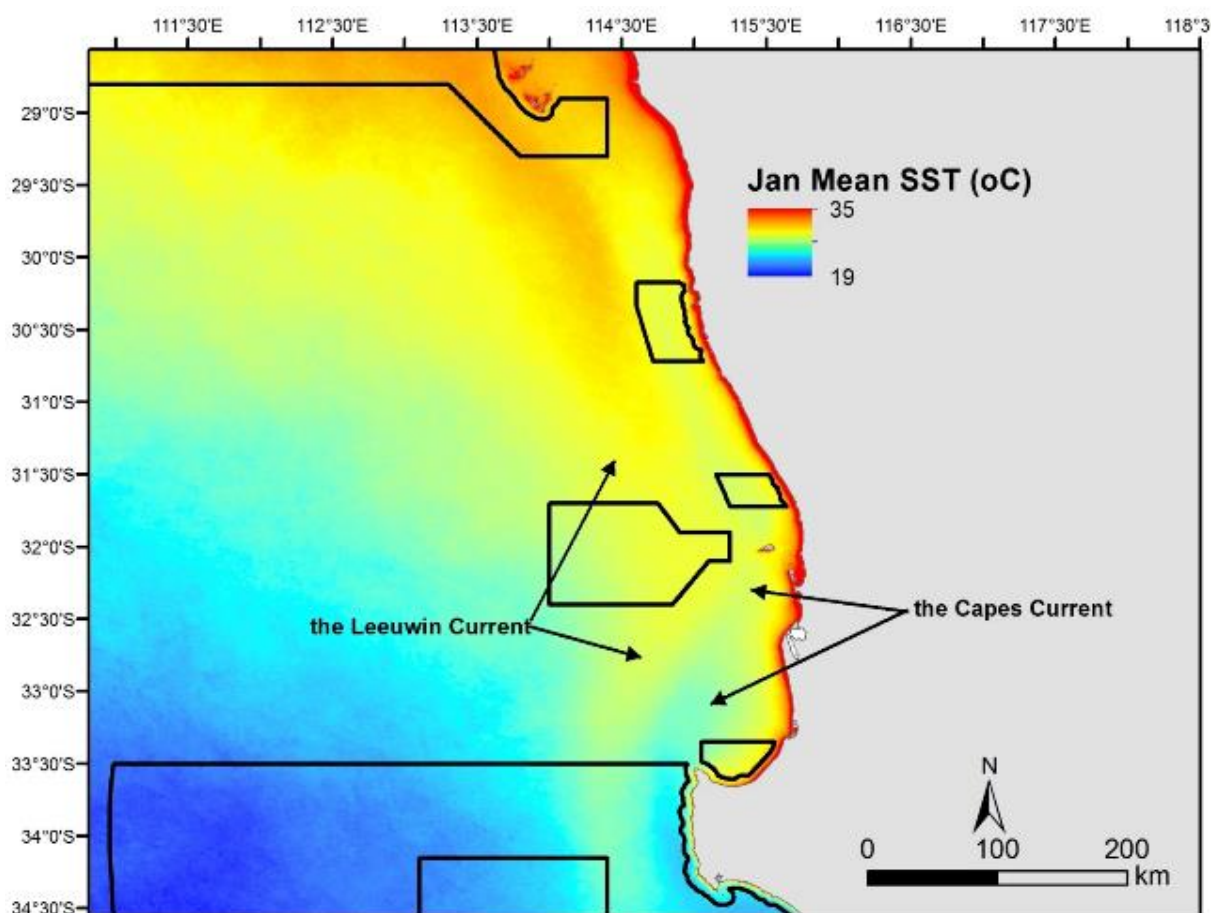 111°30'E 112°30'E 113°30'E 114°30'E 115°30'E 116°30'E 117°30'E 118°3
29°0'S
29°30'S
30°0'S
30°30'S
31°0'S
31°30'S
32°0'S
32°30'S
33°0'S
33°30'S
34°0'S
34°30'S
Jan Mean SST (oC)
35
19
the Leeuwin Current
the Capes Current
N
0 100 200
km